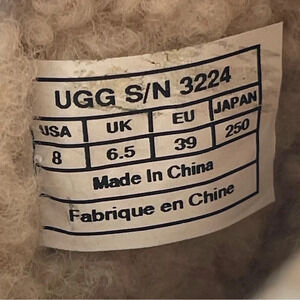 UGG S/N 3224
USA UK EU JAPAN
8 6.5 39 250
Made In China
Fabrique en Chine